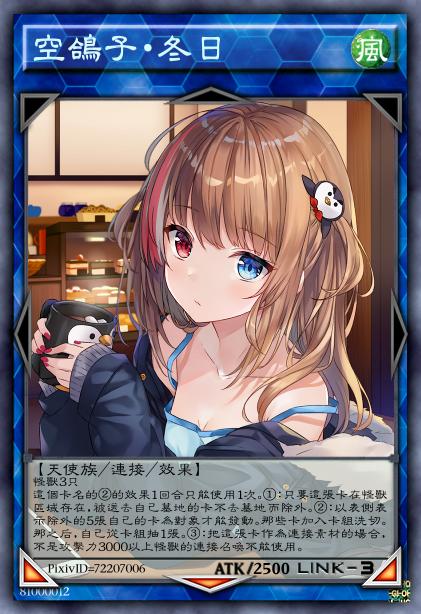 空鴿子·冬日
風
【天使族/連接/效果】
怪獸3只
這個卡名的②的效果1回合只能使用1次。①:只要這張卡在怪獸
區域存在,被送去自己墓地的卡不去墓地而除外。②:以表側表
示除外的5張自己的卡為對象才能發動。那些卡加入卡組洗切。
那之后,自己從卡組抽1張。③:把這張卡作為連接素材的場合,
不是攻擊力3000以上怪獸的連接召喚不能使用。
PixivID=72207006
ATK/2500 LINK-3
81000012